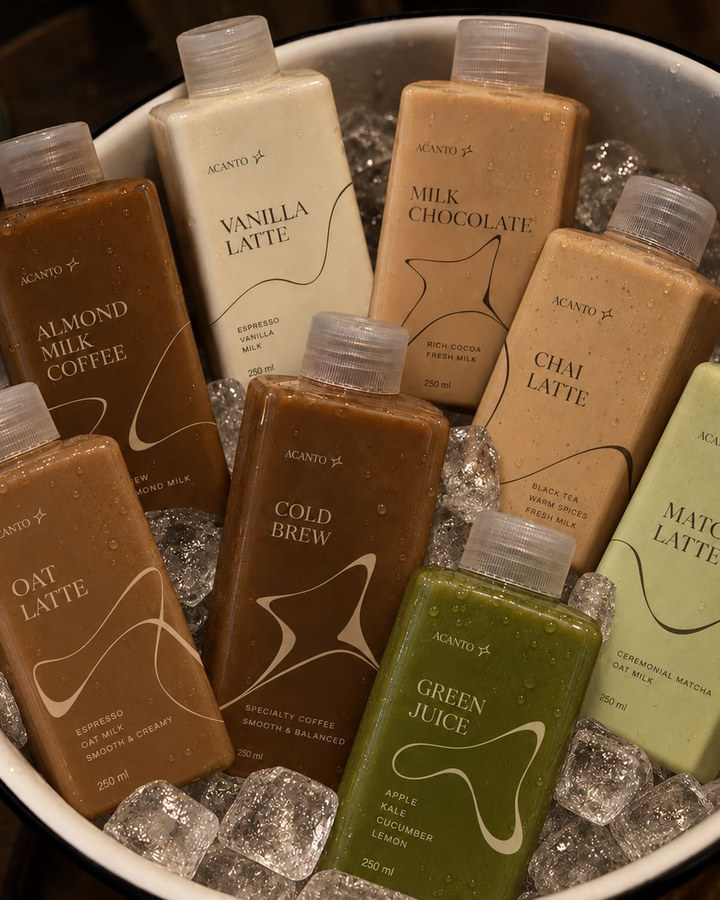 ACANTO
VANILLA
LATTE
ESPRESSO
VANILLA
MILK
250 ml
ACANTO
MILK
CHOCOLATE
RICH COCOA
FRESH MILK
250 ml
ACANTO
ALMOND
MILK
COFFEE
MILK
ACANTO
CHAI
LATTE
BLACK TEA
WARM SPICES
FRESH MILK
ACANTO
COLD
BREW
SPECIALTY COFFEE
SMOOTH & BALANCED
250 ml
LATTE
CEREMONIAL MATCHA
OAT MILK
250 ml
OAT
LATTE
ESPRESSO
OAT MILK
SMOOTH & CREAMY
250 ml
ACANTO
GREEN
JUICE
APPLE
KALE
CUCUMBER
LEMON
250 ml